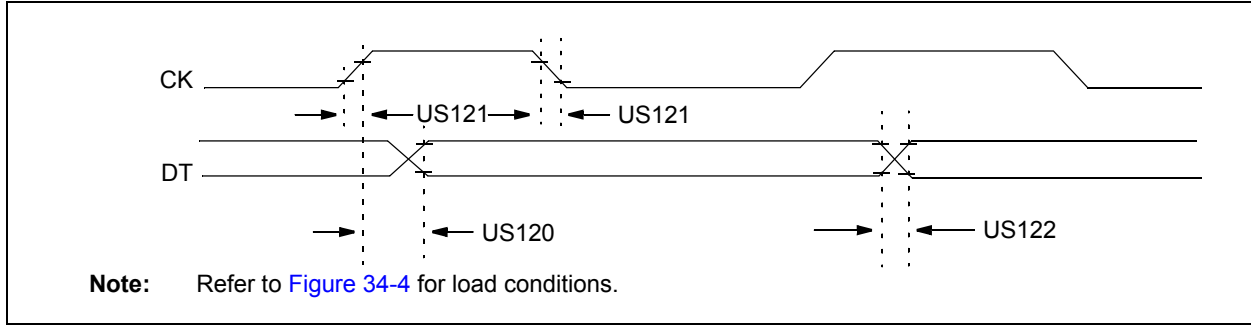 CK
US121 US121
DT
US120 US122
Note: Refer to Figure 34-4 for load conditions.